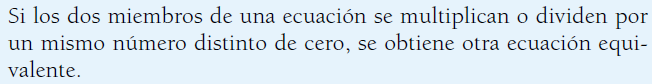 Si los dos miembros de una ecuación se multiplican o dividen por
un mismo número distinto de cero, se obtiene otra ecuación equi-
valente.